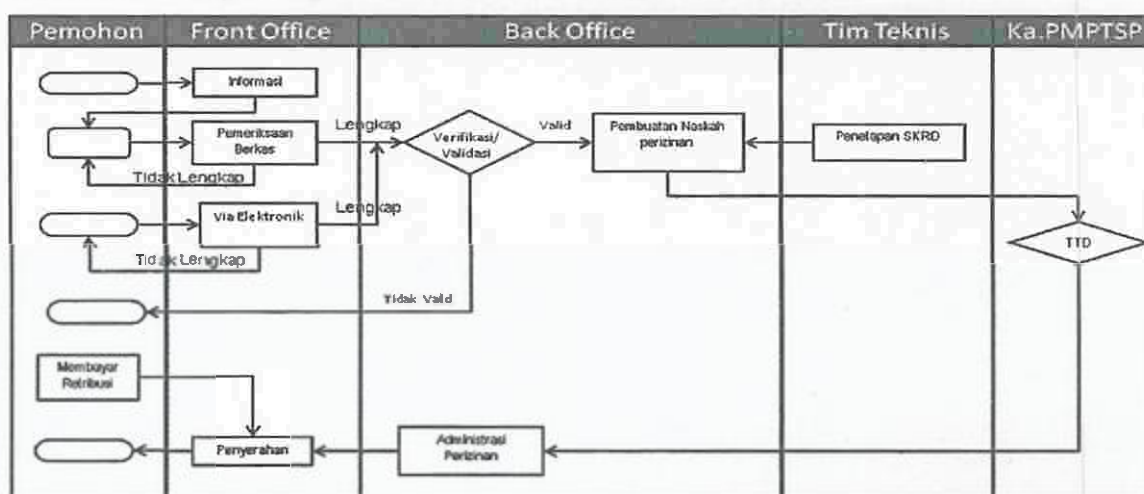 Pemohon
Front Office
Back Office
Tim Teknis
Ka.PMPTSP
Informasi
Pemeriksaan
Berkas
Lengkap
Verifikasi/
Validasi
Valid
Pembuatan Naskah
perizinan
Penetapan SKRD
Tidak Lengkap
Via Elektronik
Lengkap
TTD
Tidak Lengkap
Tidak Valid
Membayar
Retribusi
Penyerahan
Administrasi
Perizinan